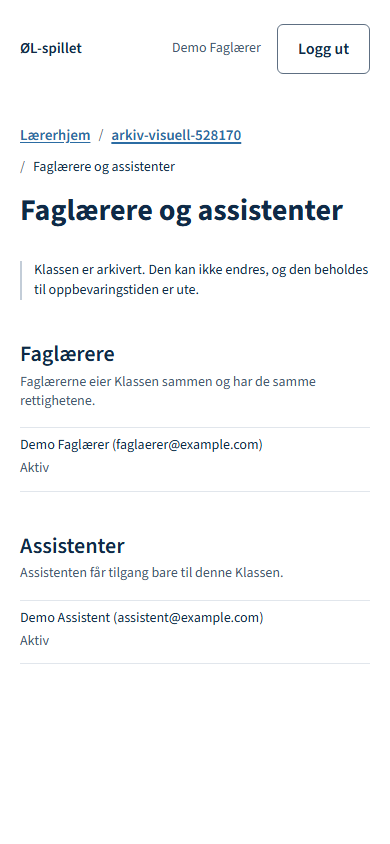 ØL-spillet
Demo Faglærer
Logg ut
Lærerhjem / arkiv-visuell-528170
/ Faglærere og assistenter
Faglærere og assistenter
Klassen er arkivert. Den kan ikke endres, og den beholdes
til oppbevaringstiden er ute.
Faglærere
Faglærerne eier Klassen sammen og har de samme
rettighetene.
Demo Faglærer (faglaerer@example.com)
Aktiv
Assistenter
Assistenten får tilgang bare til denne Klassen.
Demo Assistent (assistent@example.com)
Aktiv